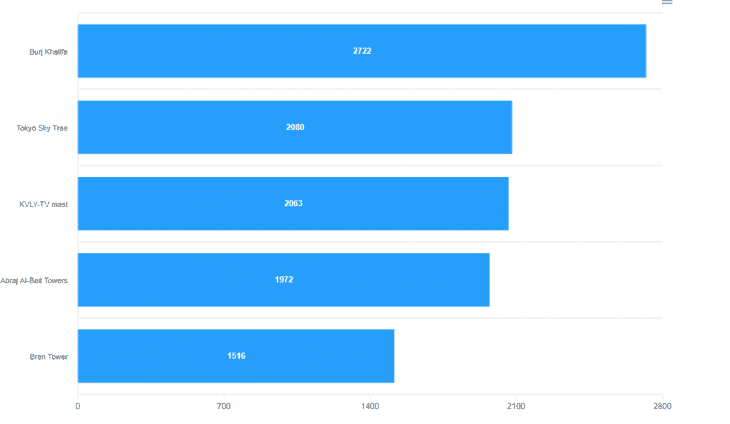 Burj Khalifa
2722
Tokyo Sky Tree
2080
KVLY-TV mast
2063
Abraj Al-Bait Towers
1972
Bren Tower
1516
0 700 1400 2100 2800